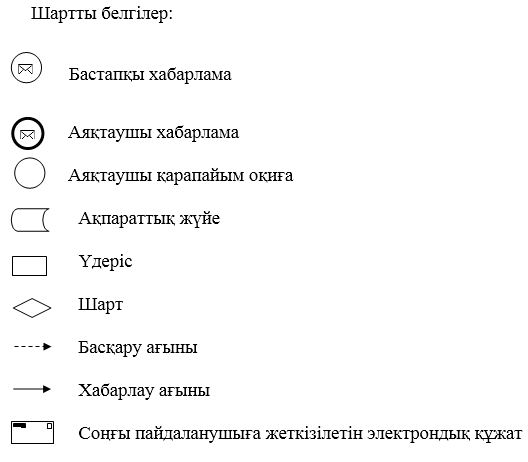 Шартты белгілер:
Бастапқы хабарлама
Аяқтаушы хабарлама
Аяқтаушы қарапайым оқиға
Ақпараттық жүйе
Үдеріс
Шарт
Басқару ағыны
Хабарлау ағыны
Соңғы пайдаланушыға жеткізілетін электрондық құжат